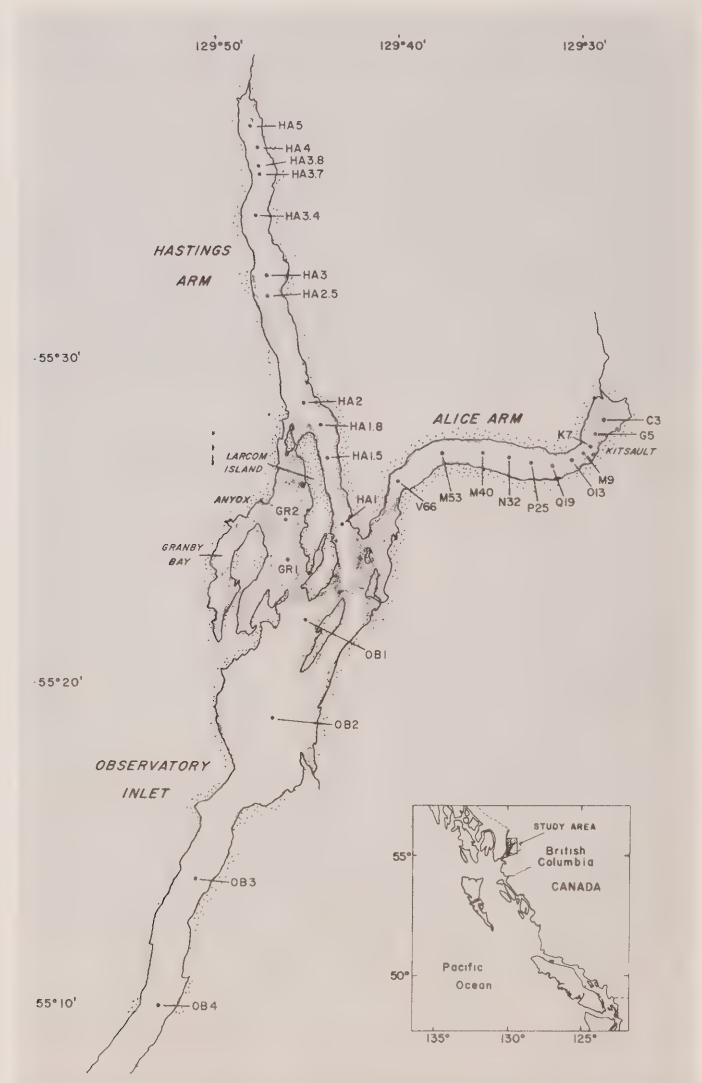 129°50'
129°40'
129°30'
HA5
HA4
HA3.8
HA3.7
HA3.4
HASTINGS
ARM
HA3
HA2.5
55°30'
HA2
HA1.8
ALICE ARM
C3
K7
G5
KITSAULT
LARCOM
ISLAND
HA1.5
M9
O13
Q19
P25
N32
M40
M53
V66
ANYOX
HA1
GR2
GRANBY
BAY
GR1
OB1
55°20'
OB2
OBSERVATORY
INLET
OB3
55°10'
OB4
STUDY AREA
55°
British
Columbia
CANADA
50°
Pacific
Ocean
135°
130°
125°